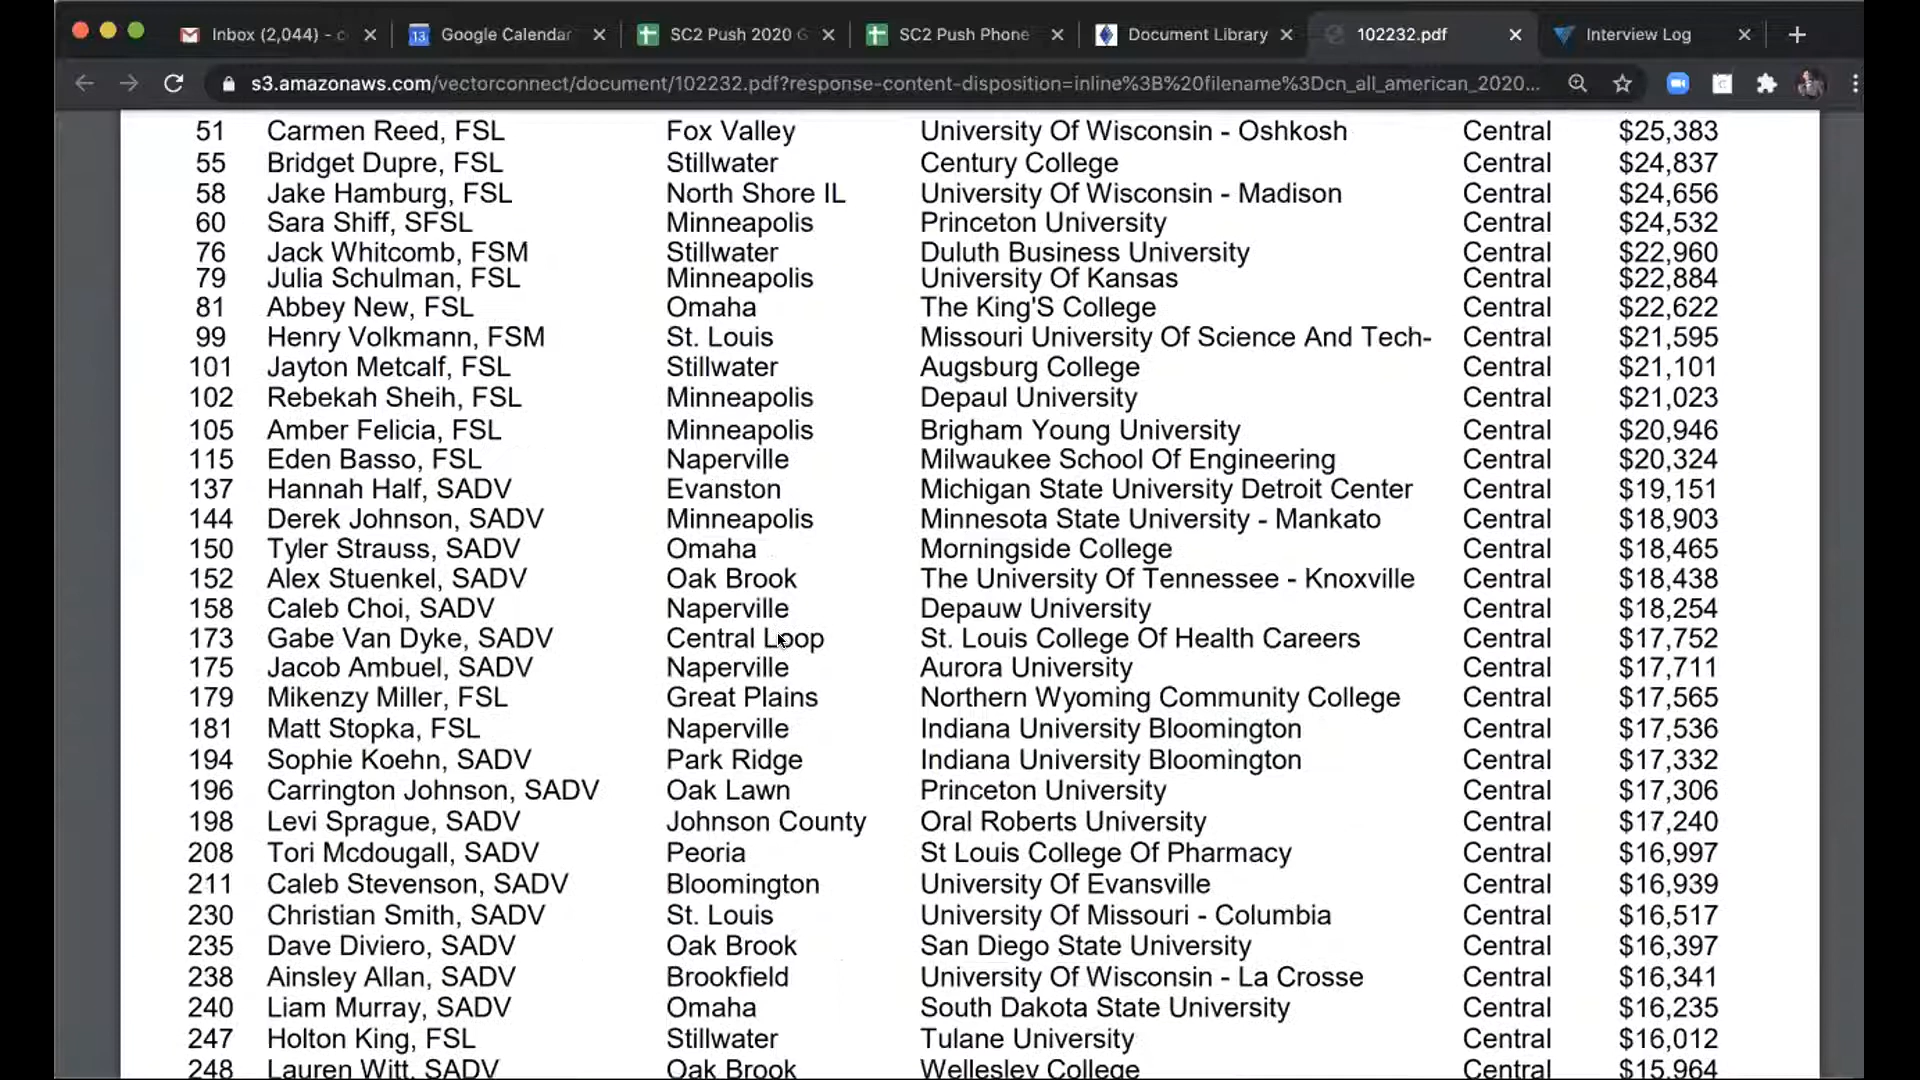 Inbox (2,044) - c
13 Google Calendar
SC2 Push 2020 G
SC2 Push Phone
Document Library
102232.pdf
Interview Log
s3.amazonaws.com/vectorconnect/document/102232.pdf?response-content-disposition=inline%3B%20filename%3Dcn_all_american_2020...
51 Carmen Reed, FSL Fox Valley University Of Wisconsin - Oshkosh Central $25,383
55 Bridget Dupre, FSL Stillwater Century College Central $24,837
58 Jake Hamburg, FSL North Shore IL University Of Wisconsin - Madison Central $24,656
60 Sara Shiff, SFSL Minneapolis Princeton University Central $24,532
76 Jack Whitcomb, FSM Stillwater Duluth Business University Central $22,960
79 Julia Schulman, FSL Minneapolis University Of Kansas Central $22,884
81 Abbey New, FSL Omaha The King'S College Central $22,622
99 Henry Volkmann, FSM St. Louis Missouri University Of Science And Tech- Central $21,595
101 Jayton Metcalf, FSL Stillwater Augsburg College Central $21,101
102 Rebekah Sheih, FSL Minneapolis Depaul University Central $21,023
105 Amber Felicia, FSL Minneapolis Brigham Young University Central $20,946
115 Eden Basso, FSL Naperville Milwaukee School Of Engineering Central $20,324
137 Hannah Half, SADV Evanston Michigan State University Detroit Center Central $19,151
144 Derek Johnson, SADV Minneapolis Minnesota State University - Mankato Central $18,903
150 Tyler Strauss, SADV Omaha Morningside College Central $18,465
152 Alex Stuenkel, SADV Oak Brook The University Of Tennessee - Knoxville Central $18,438
158 Caleb Choi, SADV Naperville Depauw University Central $18,254
173 Gabe Van Dyke, SADV Central Loop St. Louis College Of Health Careers Central $17,752
175 Jacob Ambuel, SADV Naperville Aurora University Central $17,711
179 Mikenzy Miller, FSL Great Plains Northern Wyoming Community College Central $17,565
181 Matt Stopka, FSL Naperville Indiana University Bloomington Central $17,536
194 Sophie Koehn, SADV Park Ridge Indiana University Bloomington Central $17,332
196 Carrington Johnson, SADV Oak Lawn Princeton University Central $17,306
198 Levi Sprague, SADV Johnson County Oral Roberts University Central $17,240
208 Tori Mcdougall, SADV Peoria St Louis College Of Pharmacy Central $16,997
211 Caleb Stevenson, SADV Bloomington University Of Evansville Central $16,939
230 Christian Smith, SADV St. Louis University Of Missouri - Columbia Central $16,517
235 Dave Diviero, SADV Oak Brook San Diego State University Central $16,397
238 Ainsley Allan, SADV Brookfield University Of Wisconsin - La Crosse Central $16,341
240 Liam Murray, SADV Omaha South Dakota State University Central $16,235
247 Holton King, FSL Stillwater Tulane University Central $16,012
248 Lauren Witt, SADV Oak Brook Wellesley College Central $15,964